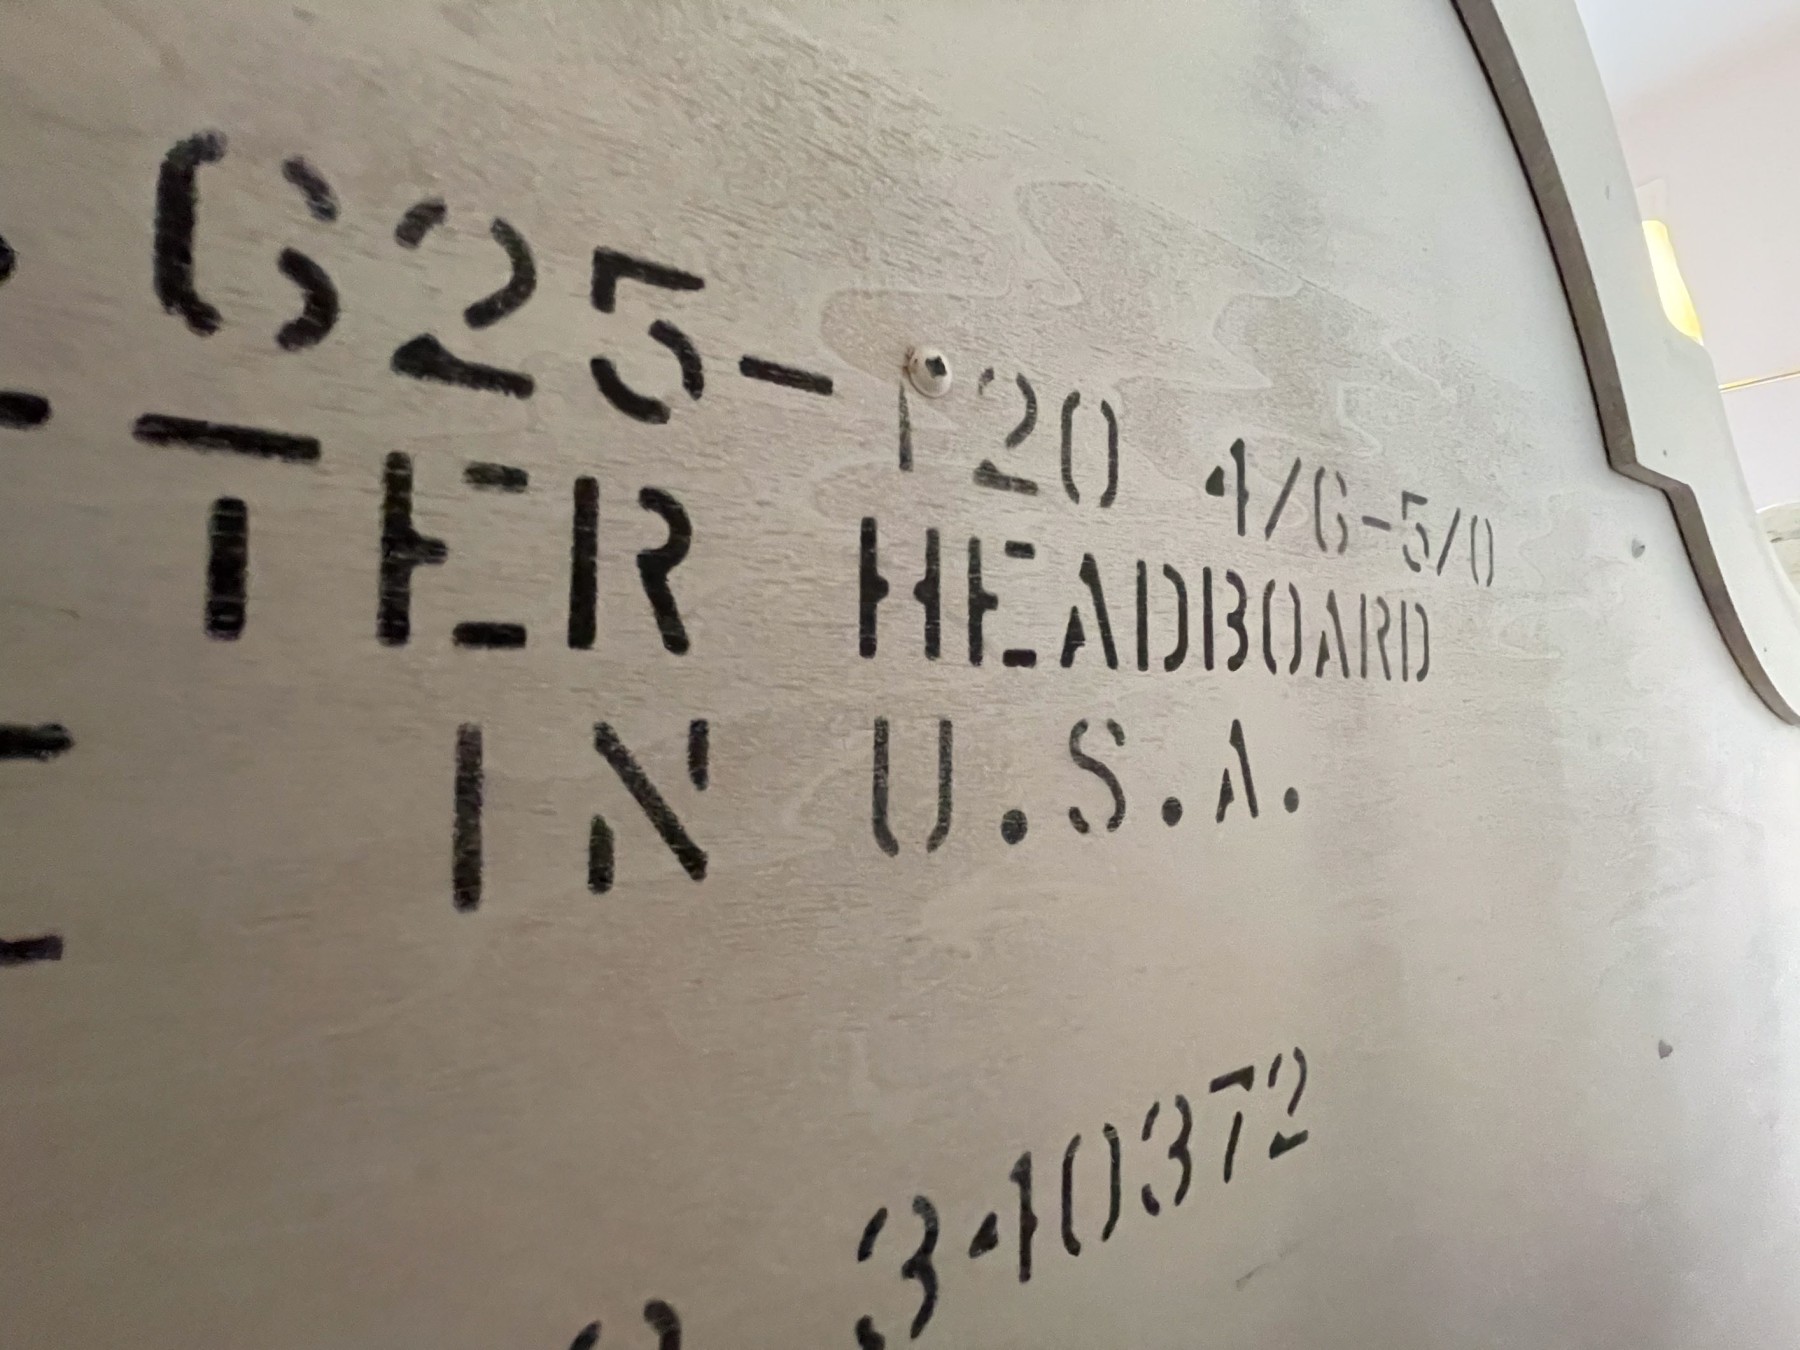 625-120 4/6-5/0
TER HEADBOARD
IN U.S.A.
340372